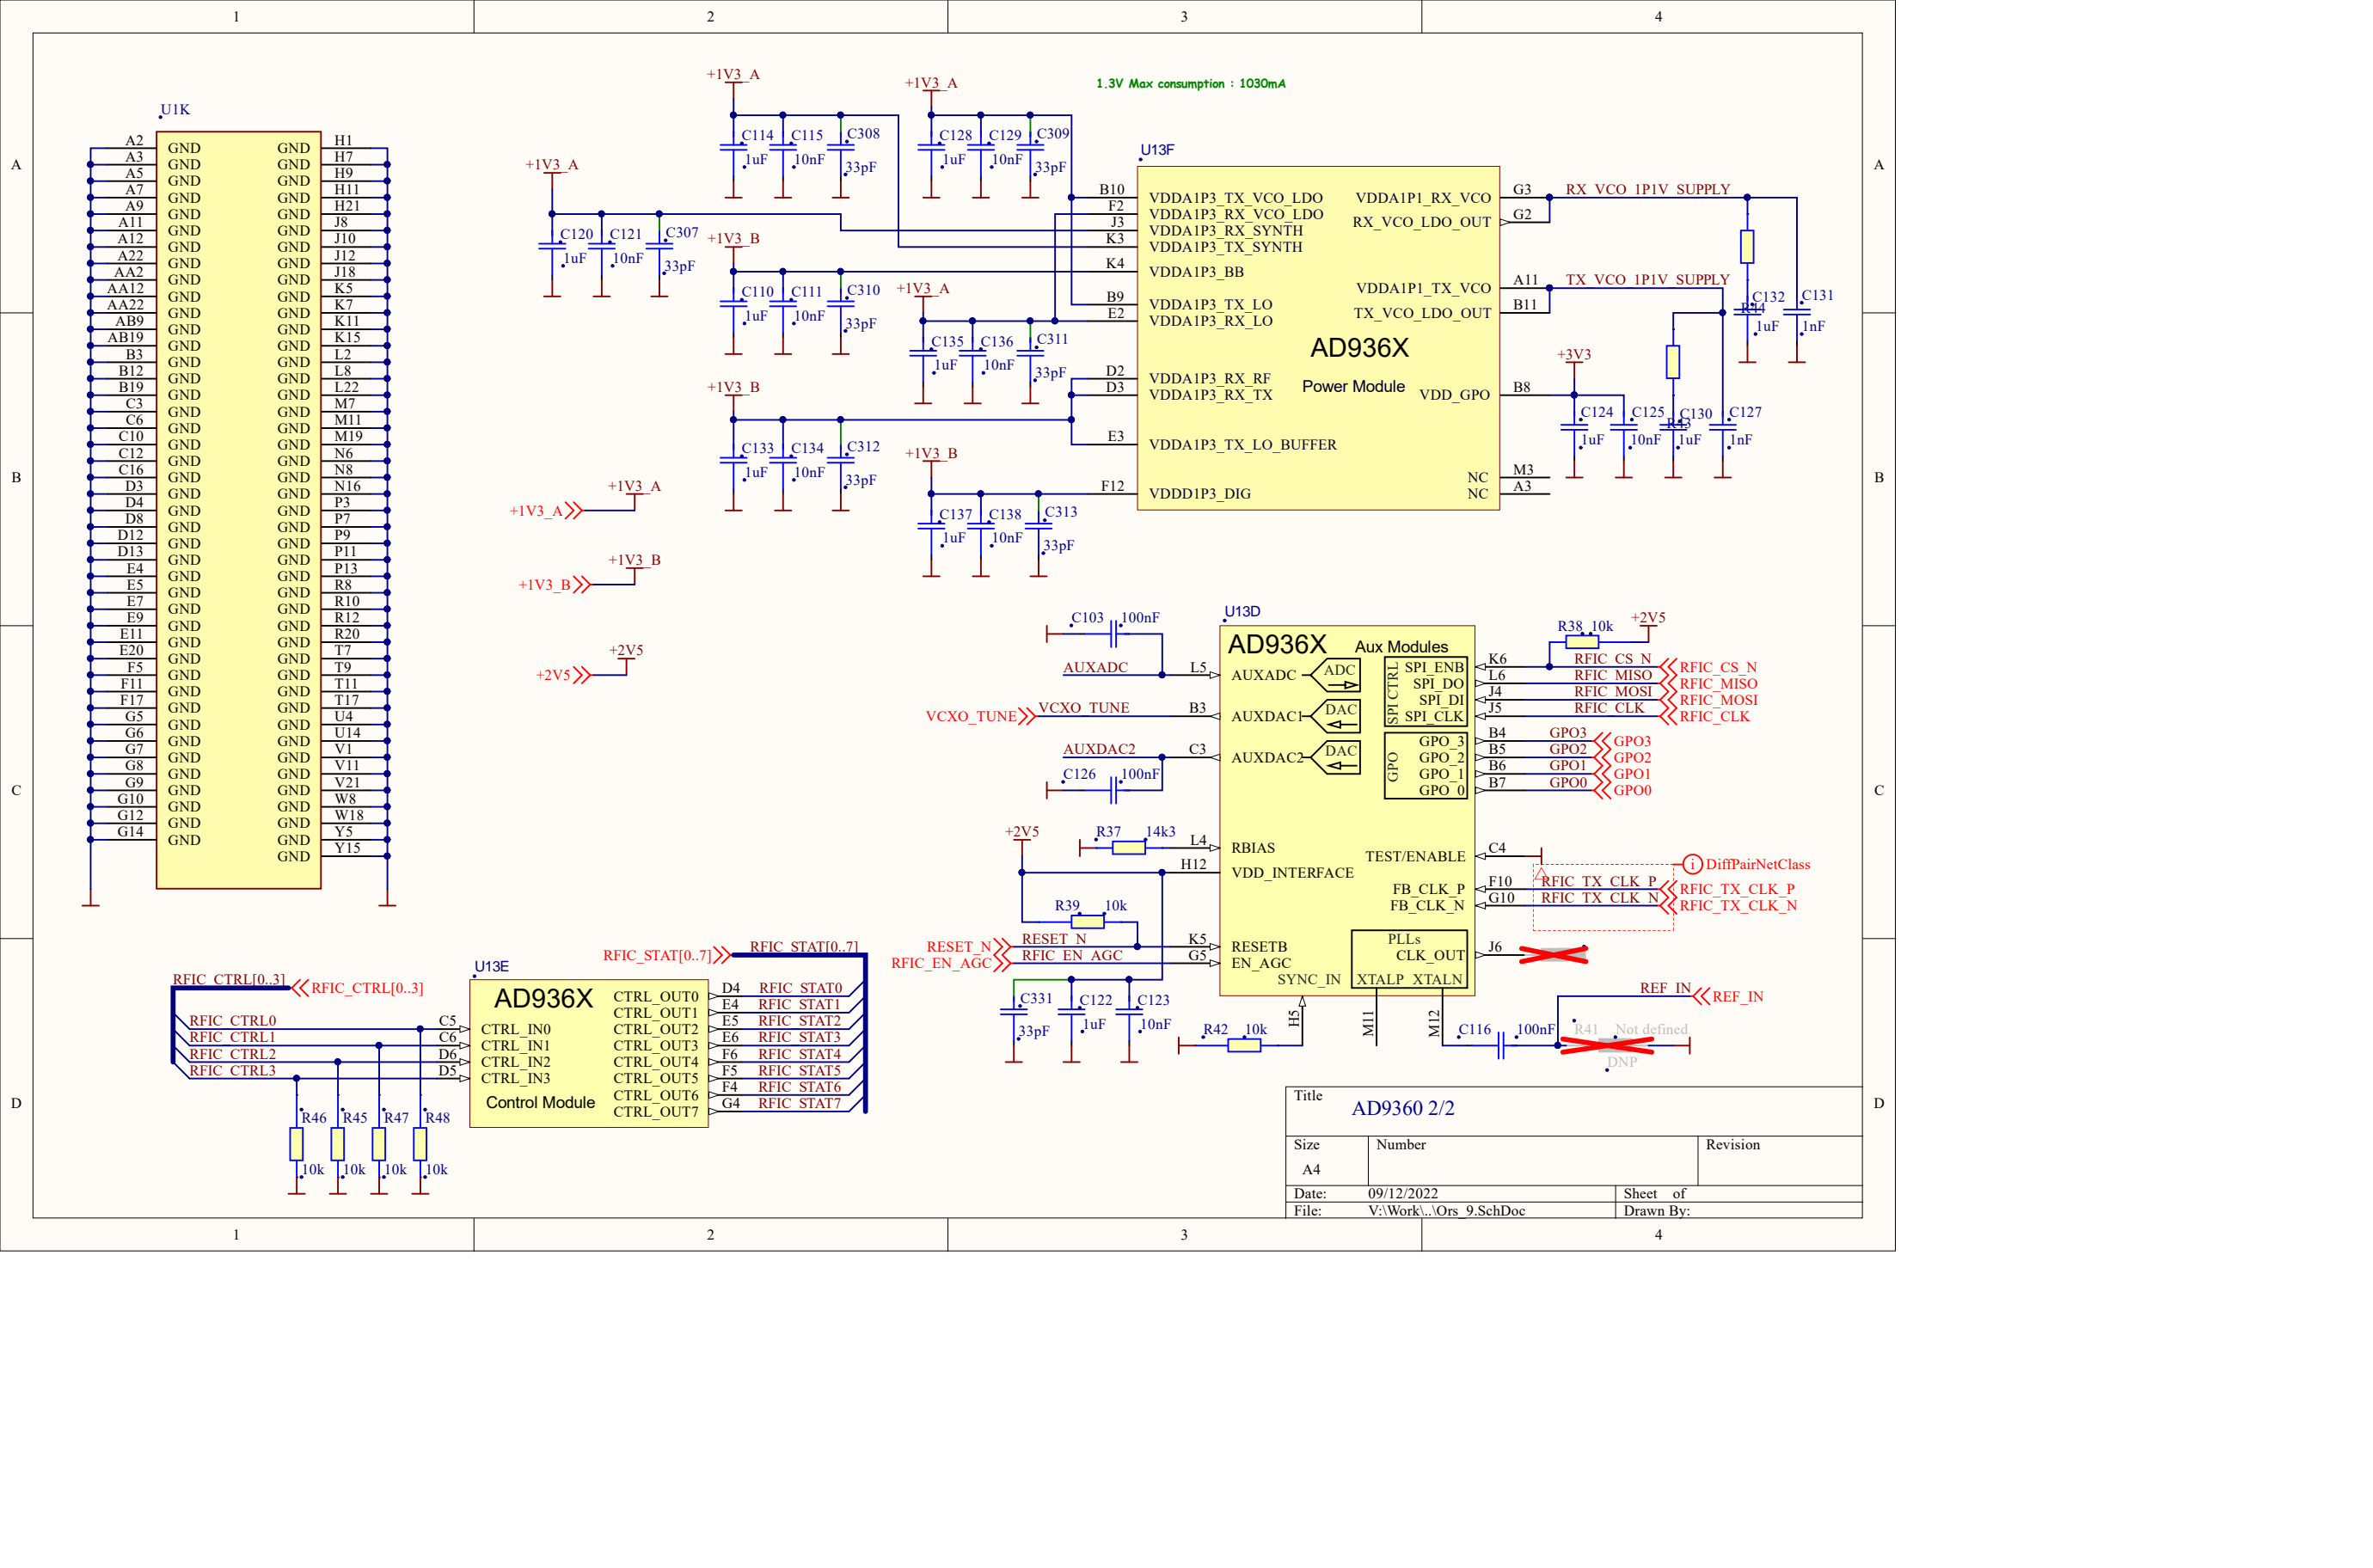 1 2 3 4
A A
B B
C C
D D
U1K
A2 GND GND H1
A3 GND GND H7
A5 GND GND H9
A7 GND GND H11
A9 GND GND H21
A11 GND GND J8
A12 GND GND J10
A22 GND GND J12
AA2 GND GND J18
AA12 GND GND K5
AA22 GND GND K7
AB9 GND GND K11
AB19 GND GND K15
B3 GND GND L2
B12 GND GND L8
B19 GND GND L22
C3 GND GND M7
C6 GND GND M11
C10 GND GND M19
C12 GND GND N6
C16 GND GND N8
D3 GND GND N16
D4 GND GND P3
D8 GND GND P7
D12 GND GND P9
D13 GND GND P11
E4 GND GND P13
E5 GND GND R8
E7 GND GND R10
E9 GND GND R12
E11 GND GND R20
E20 GND GND T7
F5 GND GND T9
F11 GND GND T11
F17 GND GND T17
G5 GND GND U4
G6 GND GND U14
G7 GND GND V1
G8 GND GND V11
G9 GND GND V21
G10 GND GND W8
G12 GND GND W18
G14 GND GND Y5
GND Y15
1.3V Max consumption : 1030mA
+1V3_A
C114 C115 C308
1uF 10nF 33pF
+1V3_A
C128 C129 C309
1uF 10nF 33pF
+1V3_A
C120 C121 C307
1uF 10nF 33pF
+1V3_B
C110 C111 C310
1uF 10nF 33pF
+1V3_A
C135 C136 C311
1uF 10nF 33pF
+1V3_B
C133 C134 C312
1uF 10nF 33pF
+1V3_B
C137 C138 C313
1uF 10nF 33pF
+1V3_A +1V3_A
+1V3_B +1V3_B
+2V5 +2V5
U13F
AD936X
Power Module
B10 VDDA1P3_TX_VCO_LDO
F2 VDDA1P3_RX_VCO_LDO
J3 VDDA1P3_RX_SYNTH
K3 VDDA1P3_TX_SYNTH
K4 VDDA1P3_BB
B9 VDDA1P3_TX_LO
E2 VDDA1P3_RX_LO
D2 VDDA1P3_RX_RF
D3 VDDA1P3_RX_TX
E3 VDDA1P3_TX_LO_BUFFER
F12 VDDD1P3_DIG
VDDA1P1_RX_VCO G3 RX_VCO_1P1V_SUPPLY
RX_VCO_LDO_OUT G2
VDDA1P1_TX_VCO A11 TX_VCO_1P1V_SUPPLY
TX_VCO_LDO_OUT B11
VDD_GPO B8
NC M3
NC A3
R44 C132 C131
1uF 1nF
+3V3
C124 C125 R43 C130 C127
1uF 10nF 1uF 1nF
U13D
AD936X Aux Modules
C103 100nF
AUXADC L5 AUXADC ADC
VCXO_TUNE VCXO_TUNE B3 AUXDAC1 DAC
AUXDAC2 C3 AUXDAC2 DAC
C126 100nF
+2V5
R37 14k3 L4 RBIAS
H12 VDD_INTERFACE
R39 10k
RESET_N RESET_N K5 RESETB
RFIC_EN_AGC RFIC_EN_AGC G5 EN_AGC
C331 C122 C123
33pF 1uF 10nF
SYNC_IN
H5
R42 10k
SPI CTRL
R38 10k +2V5
SPI_ENB K6 RFIC_CS_N RFIC_CS_N
SPI_DO L6 RFIC_MISO RFIC_MISO
SPI_DI J4 RFIC_MOSI RFIC_MOSI
SPI_CLK J5 RFIC_CLK RFIC_CLK
GPO
GPO_3 B4 GPO3 GPO3
GPO_2 B5 GPO2 GPO2
GPO_1 B6 GPO1 GPO1
GPO_0 B7 GPO0 GPO0
TEST/ENABLE C4
i DiffPairNetClass
FB_CLK_P F10 RFIC_TX_CLK_P RFIC_TX_CLK_P
FB_CLK_N G10 RFIC_TX_CLK_N RFIC_TX_CLK_N
PLLs
CLK_OUT J6
XTALP XTALN
M11 M12
REF_IN REF_IN
C116 100nF R41 Not defined
DNP
RFIC_STAT[0..7] RFIC_STAT[0..7]
RFIC_CTRL[0..3] RFIC_CTRL[0..3]
U13E
AD936X
Control Module
RFIC_CTRL0 C5 CTRL_IN0
RFIC_CTRL1 C6 CTRL_IN1
RFIC_CTRL2 D6 CTRL_IN2
RFIC_CTRL3 D5 CTRL_IN3
CTRL_OUT0 D4 RFIC_STAT0
CTRL_OUT1 E4 RFIC_STAT1
CTRL_OUT2 E5 RFIC_STAT2
CTRL_OUT3 E6 RFIC_STAT3
CTRL_OUT4 F6 RFIC_STAT4
CTRL_OUT5 F5 RFIC_STAT5
CTRL_OUT6 F4 RFIC_STAT6
CTRL_OUT7 G4 RFIC_STAT7
R46 R45 R47 R48
10k 10k 10k 10k
Title
AD9360 2/2
Size Number Revision
A4
Date: 09/12/2022 Sheet of
File: V:\Work\..\Ors_9.SchDoc Drawn By:
1 2 3 4